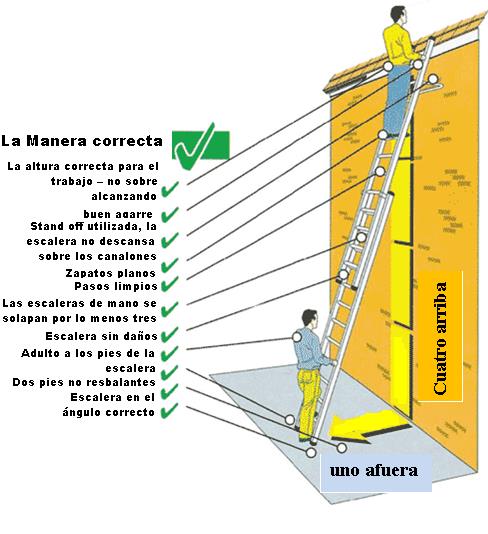 La Manera correcta
La altura correcta para el
trabajo – no sobre
alcanzando
buen agarre
Stand off utilizada, la
escalera no descansa
sobre los canalones
Zapatos planos
Pasos limpios
Las escaleras de mano se
solapan por lo menos tres
Escalera sin daños
Adulto a los pies de la
escalera
Dos pies no resbalantes
Escalera en el
ángulo correcto
Cuatro arriba
uno afuera